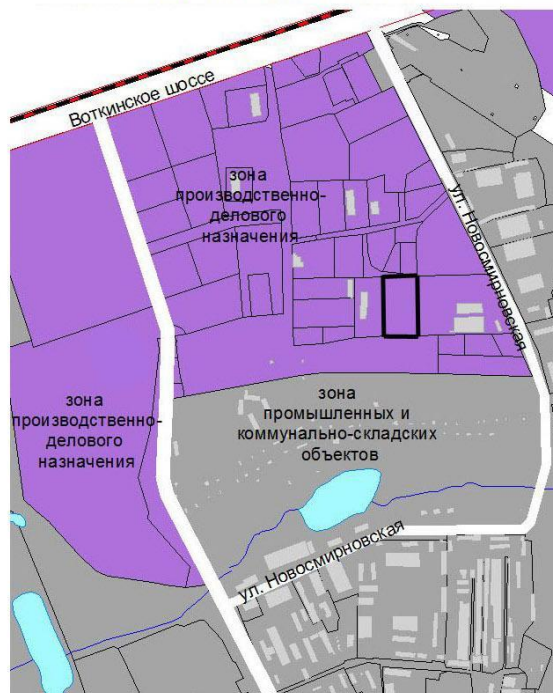 Воткинское шоссе
зона
производственно-
делового
назначения
ул. Новосмирновская
зона
производственно-
делового
назначения
зона
промышленных и
коммунально-складских
объектов
ул. Новосмирновская